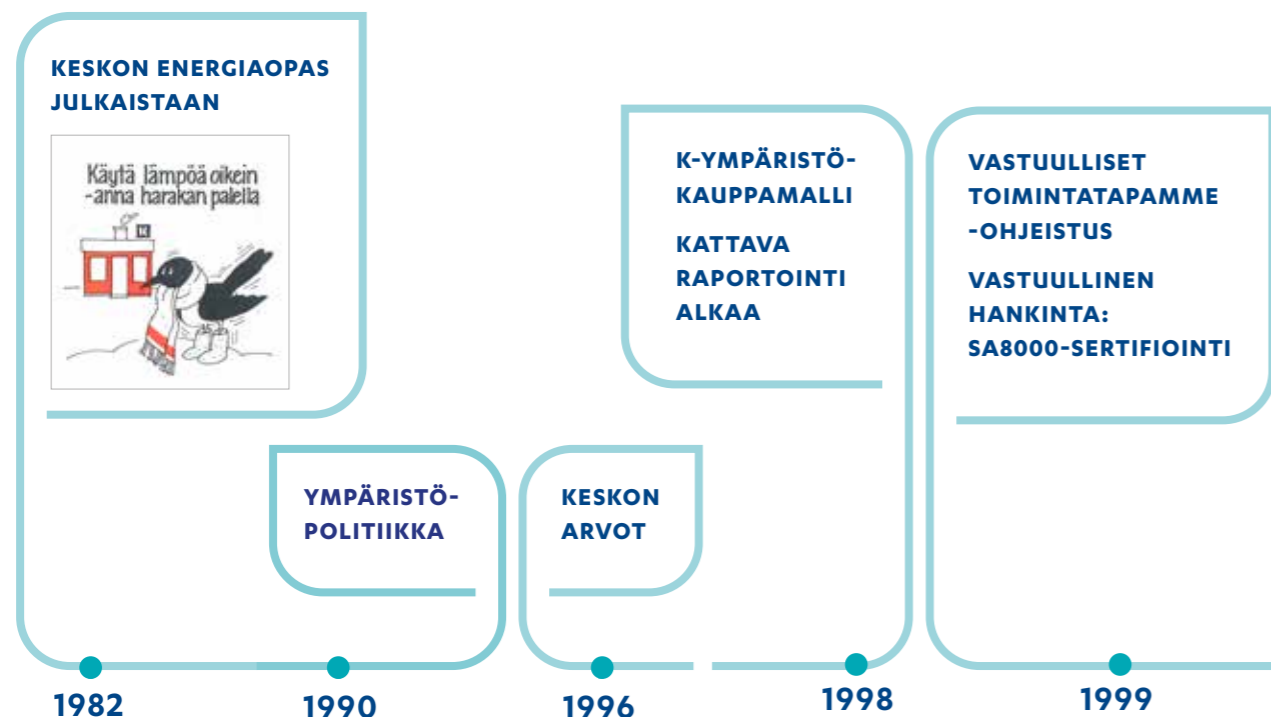 KESKON ENERGIAOPAS
JULKAISTAAN
Käytä lämpöä oikein
-anna harakan palella
K
YMPÄRISTÖ-
POLITIIKKA
KESKON
ARVOT
K-YMPÄRISTÖ-
KAUPPAMALLI
KATTAVA
RAPORTOINTI
ALKAA
VASTUULLISET
TOIMINTATAPAMME
-OHJEISTUS
VASTUULLINEN
HANKINTA:
SA8000-SERTIFIOINTI
1982
1990
1996
1998
1999